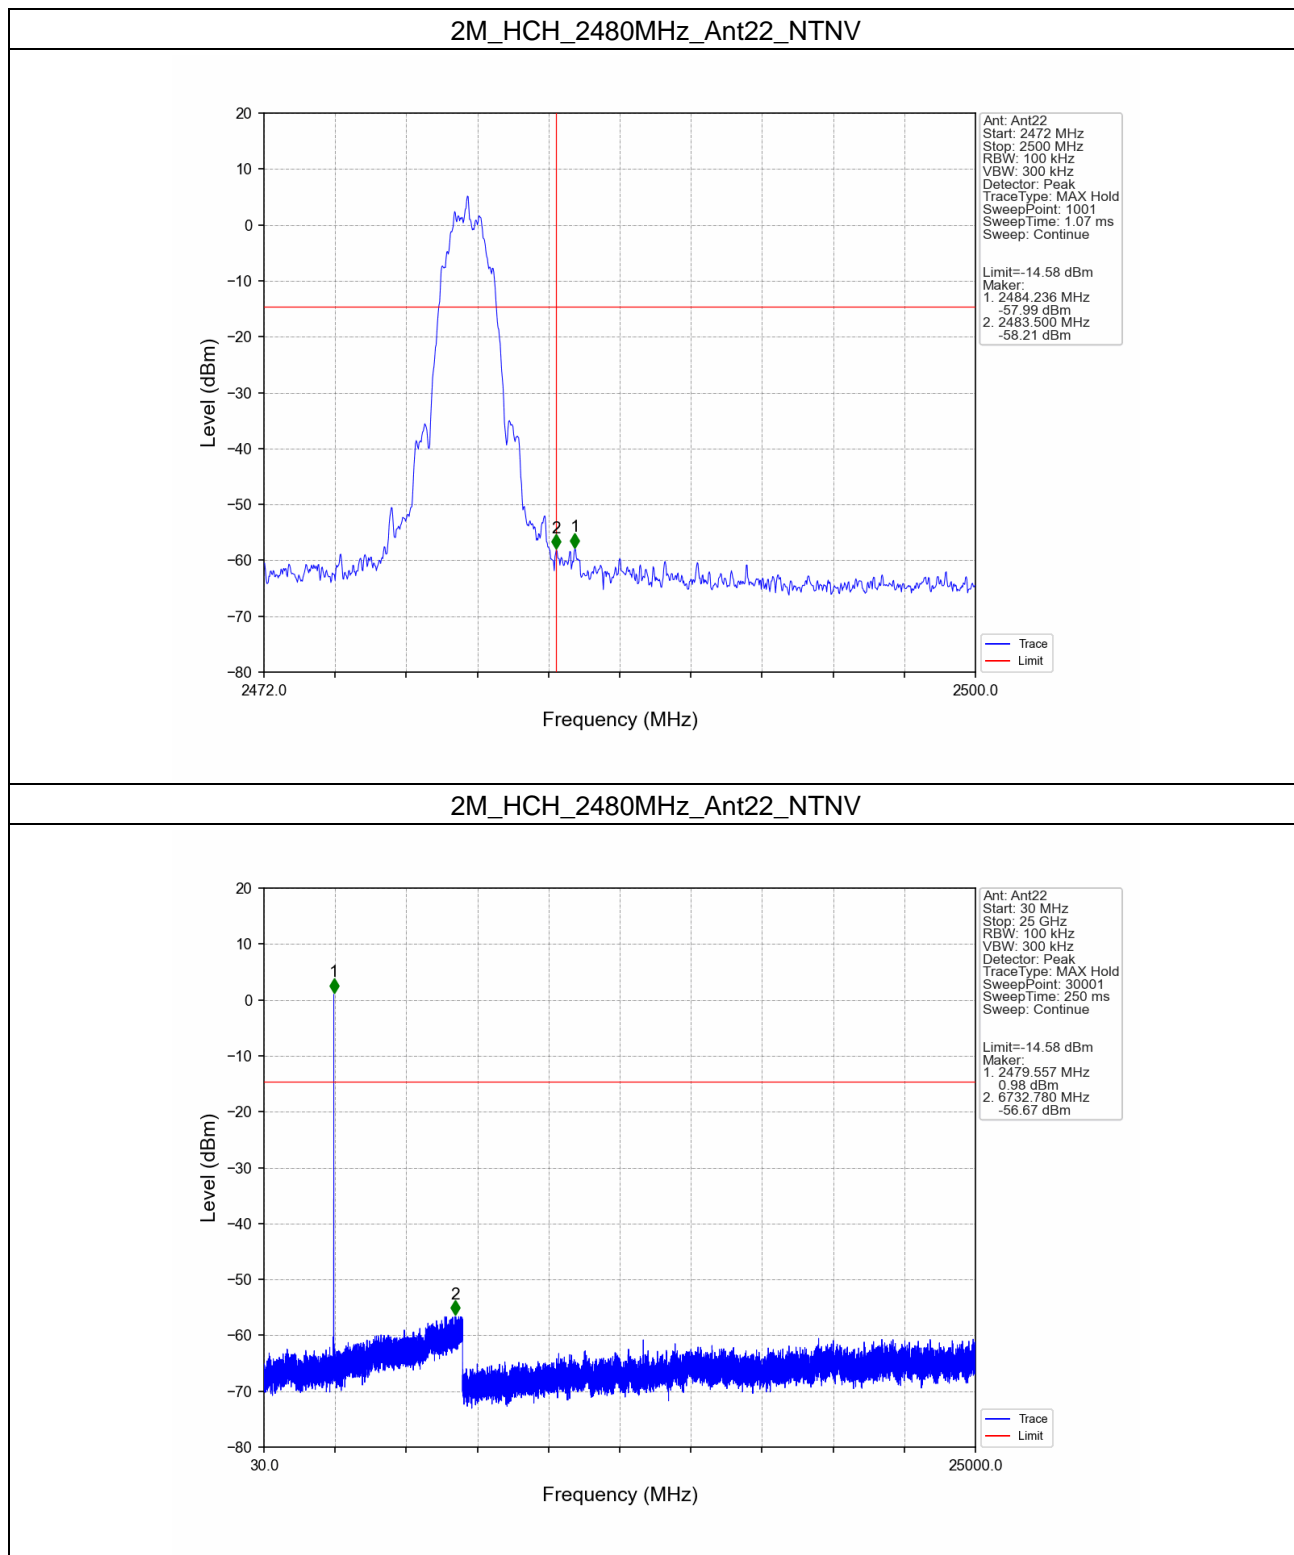 2M_HCH_2480MHz_Ant22_NTNV
20
10
0
−10
−20
−30
−40
−50
−60
−70
−80
Level (dBm)
2 1
2472.0 2500.0
Frequency (MHz)
Ant: Ant22
Start: 2472 MHz
Stop: 2500 MHz
RBW: 100 kHz
VBW: 300 kHz
Detector: Peak
TraceType: MAX Hold
SweepPoint: 1001
SweepTime: 1.07 ms
Sweep: Continue
Limit=-14.58 dBm
Maker:
1. 2484.236 MHz
-57.99 dBm
2. 2483.500 MHz
-58.21 dBm
Trace
Limit
2M_HCH_2480MHz_Ant22_NTNV
20
10
0
−10
−20
−30
−40
−50
−60
−70
−80
Level (dBm)
1
2
30.0 25000.0
Frequency (MHz)
Ant: Ant22
Start: 30 MHz
Stop: 25 GHz
RBW: 100 kHz
VBW: 300 kHz
Detector: Peak
TraceType: MAX Hold
SweepPoint: 30001
SweepTime: 250 ms
Sweep: Continue
Limit=-14.58 dBm
Maker:
1. 2479.557 MHz
0.98 dBm
2. 6732.780 MHz
-56.67 dBm
Trace
Limit